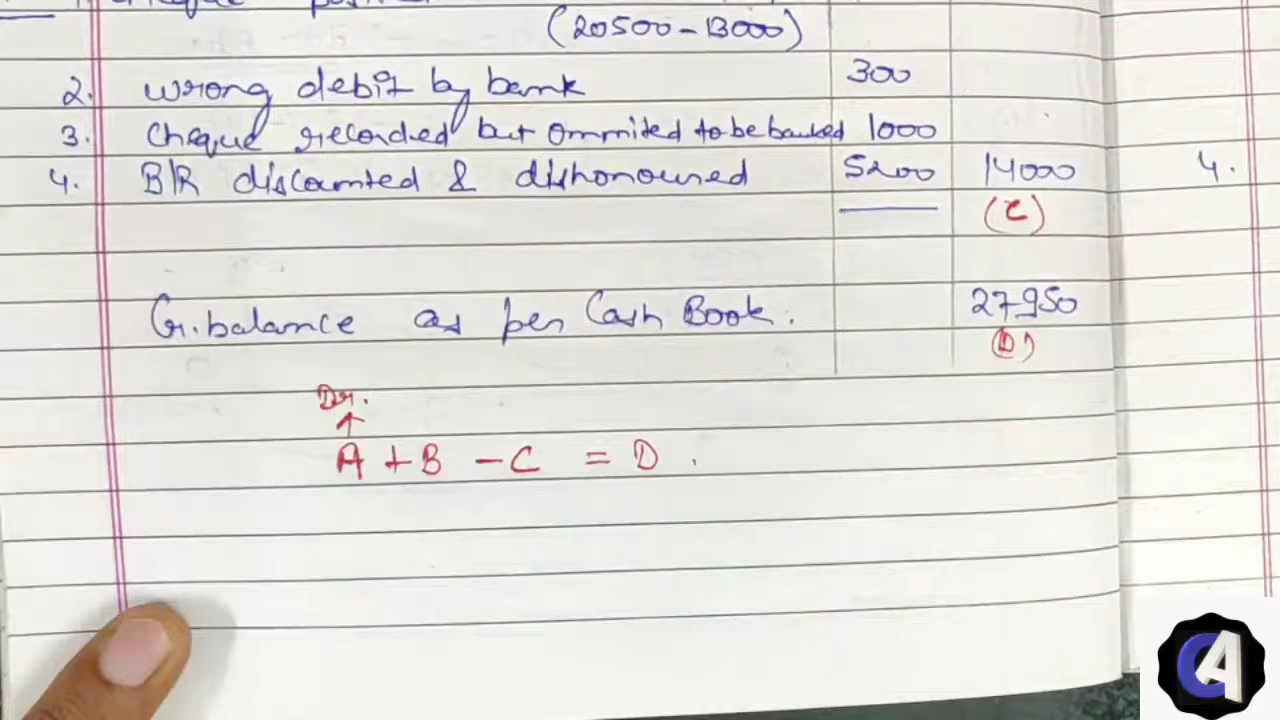 (20500-13000)
2. wrong debit by bank 300
3. Cheque recorded but ommited to be banked 1000
4. B/R discounted & dishonoured 5200 14000 4.
(C)
Cr. balance as per Cash Book. 27950
(D)
Dr.
A + B - C = D.
CA